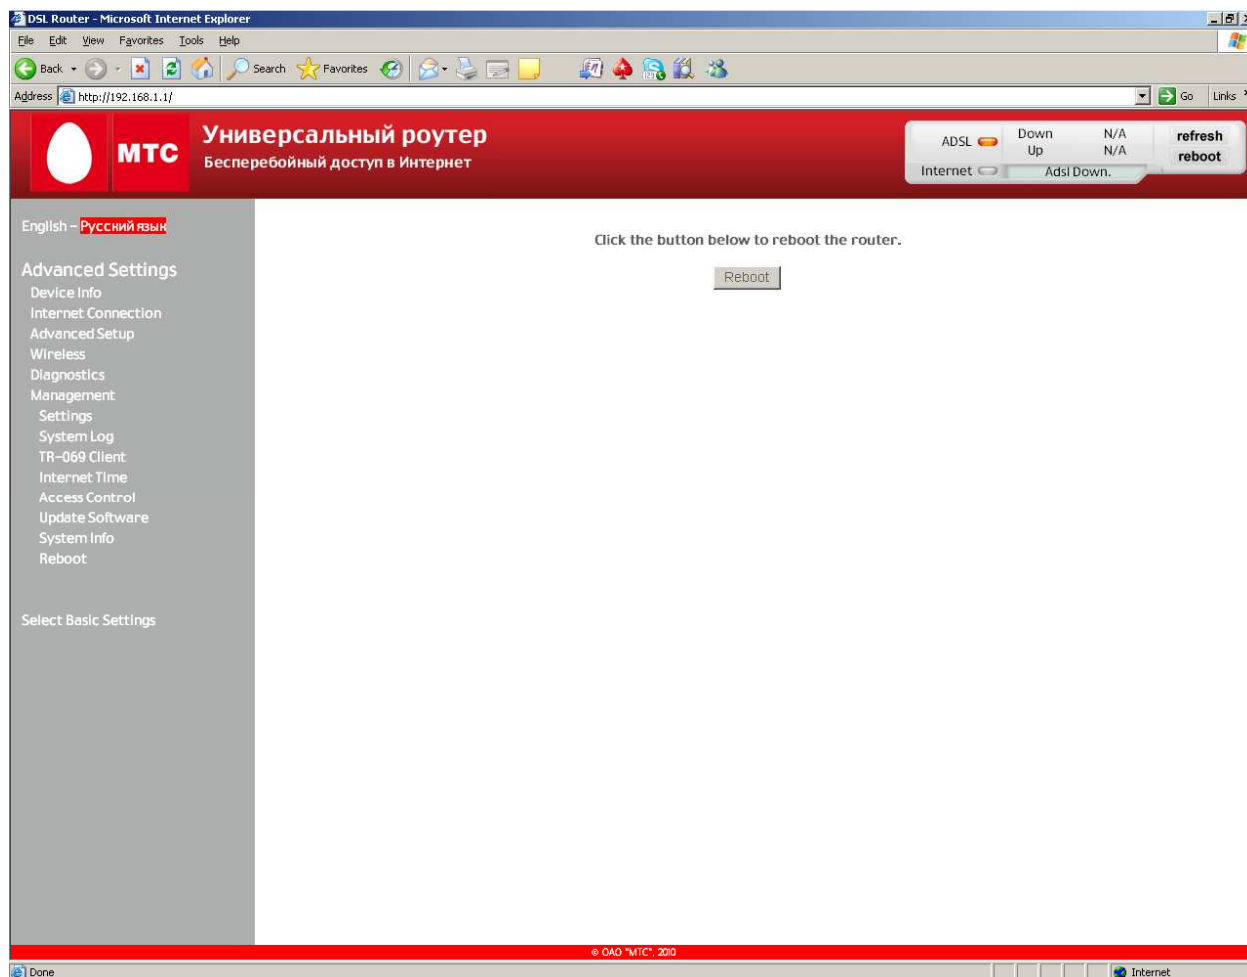 DSL Router - Microsoft Internet Explorer
File Edit View Favorites Tools Help
Back Search Favorites
Address http://192.168.1.1/ Go Links
МТС
Универсальный роутер
Бесперебойный доступ в Интернет
ADSL Down N/A refresh
Up N/A reboot
Internet Adsl Down.
English – Русский язык
Click the button below to reboot the router.
Reboot
Advanced Settings
Device Info
Internet Connection
Advanced Setup
Wireless
Diagnostics
Management
Settings
System Log
TR-069 Client
Internet Time
Access Control
Update Software
System Info
Reboot
Select Basic Settings
© ОАО "МТС", 2010
Done Internet